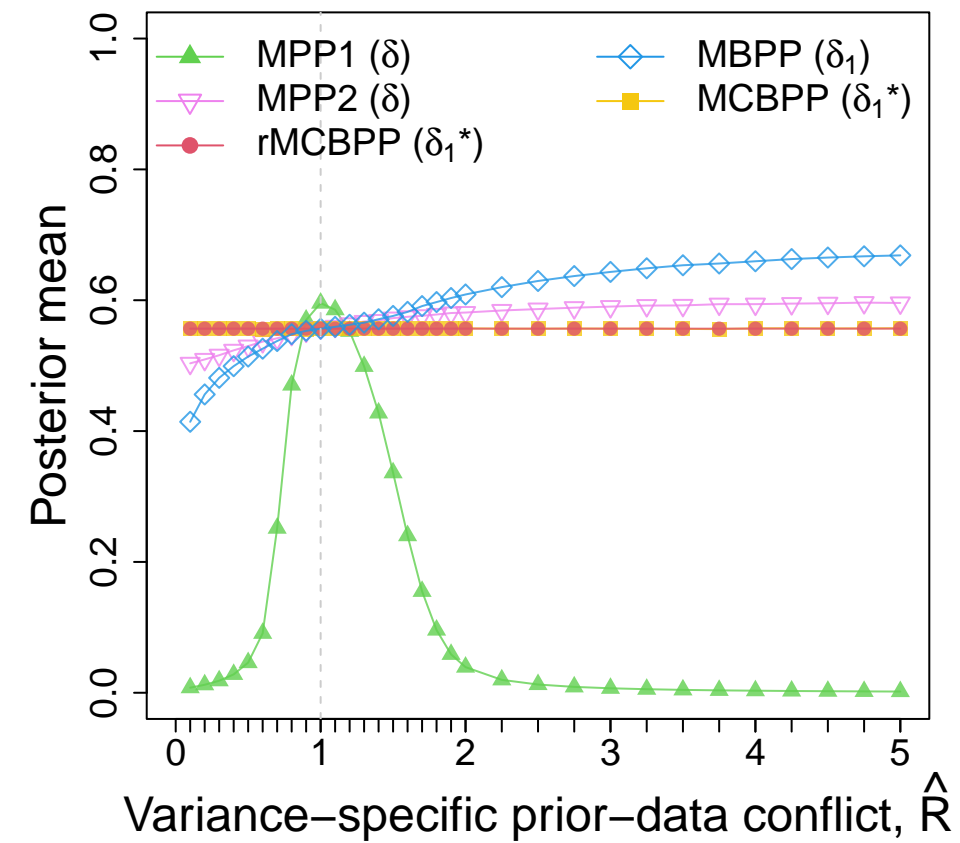 MPP1 (δ)
MPP2 (δ)
rMCBPP (δ₁*)
MBPP (δ₁)
MCBPP (δ₁*)
Posterior mean
1.0
0.8
0.6
0.4
0.2
0.0
0 1 2 3 4 5
Variance−specific prior−data conflict, R̂